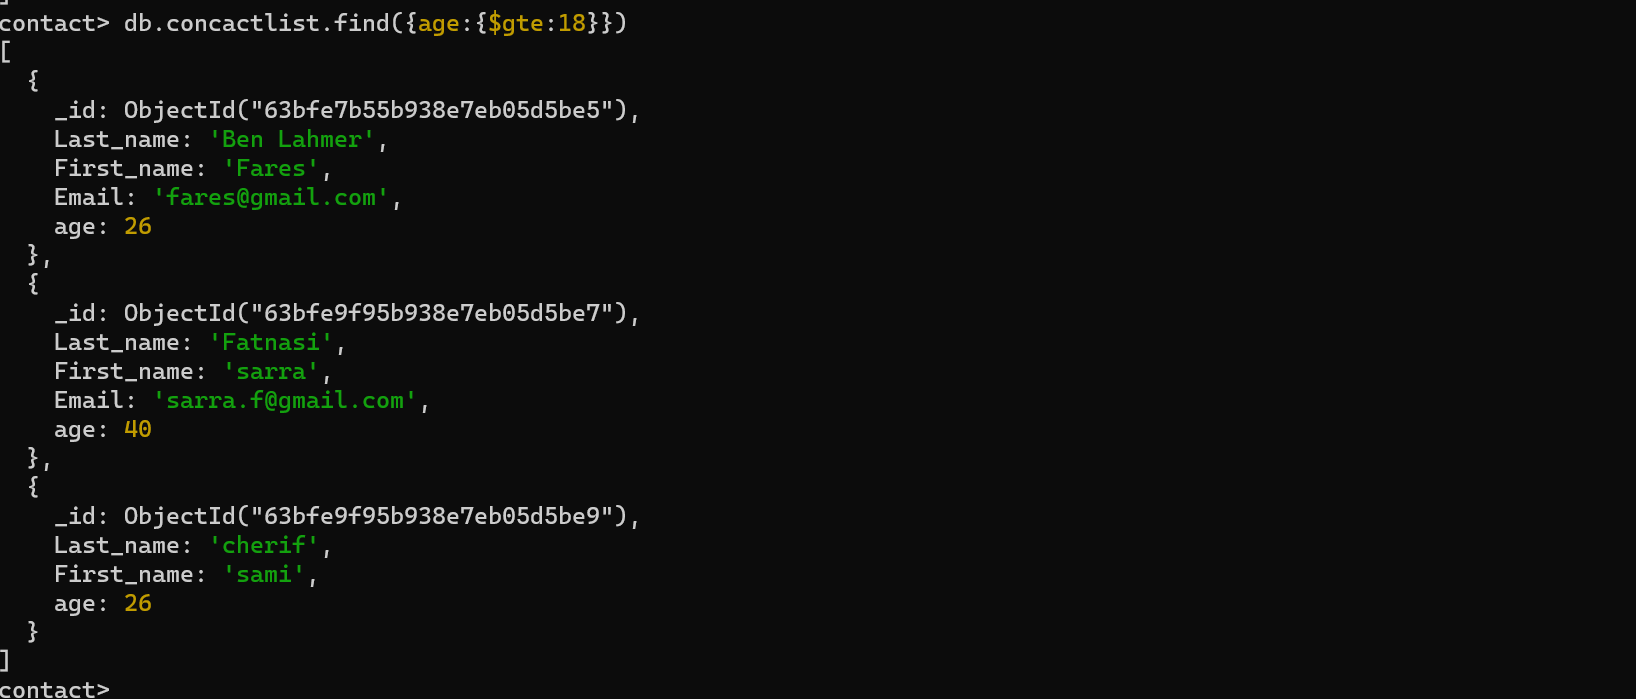 ]
contact> db.concactlist.find({age:{$gte:18}})
[
  {
    _id: ObjectId("63bfe7b55b938e7eb05d5be5"),
    Last_name: 'Ben Lahmer',
    First_name: 'Fares',
    Email: 'fares@gmail.com',
    age: 26
  },
  {
    _id: ObjectId("63bfe9f95b938e7eb05d5be7"),
    Last_name: 'Fatnasi',
    First_name: 'sarra',
    Email: 'sarra.f@gmail.com',
    age: 40
  },
  {
    _id: ObjectId("63bfe9f95b938e7eb05d5be9"),
    Last_name: 'cherif',
    First_name: 'sami',
    age: 26
  }
]
contact>